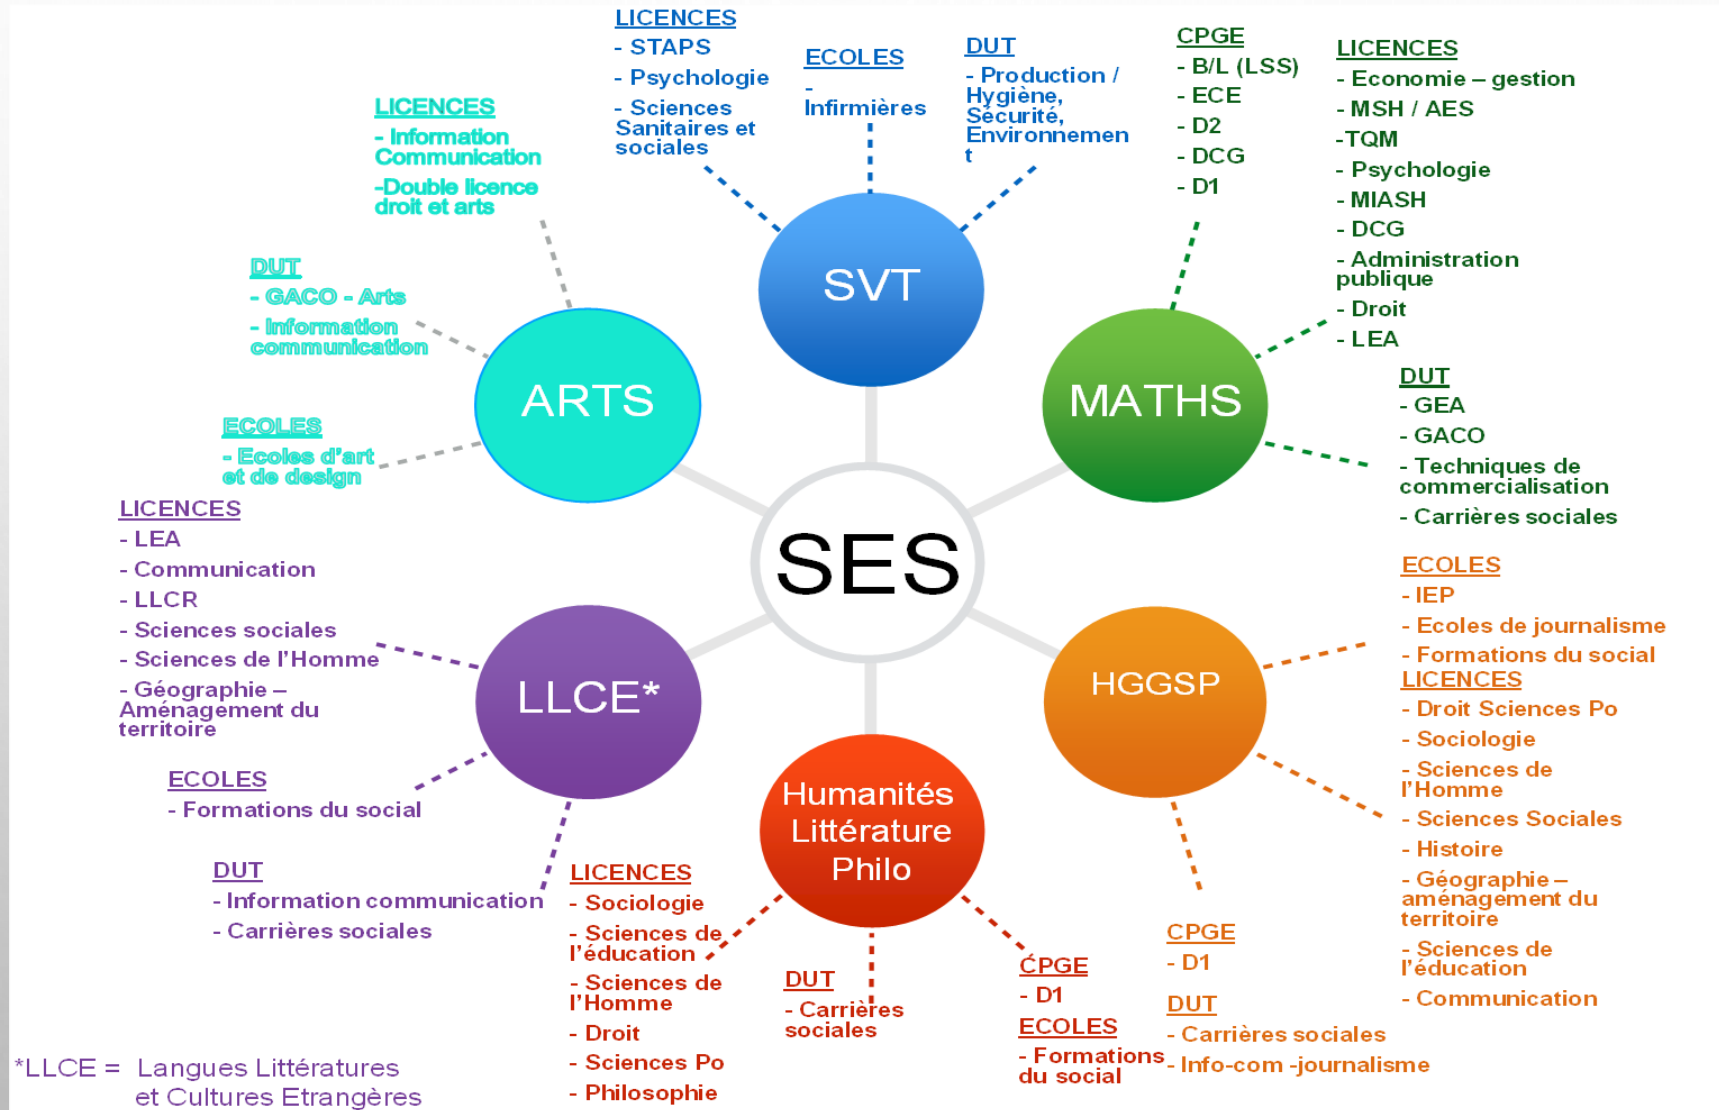 LICENCES
- STAPS
- Psychologie
- Sciences
Sanitaires et
sociales
ECOLES
-
Infirmières
DUT
- Production /
Hygiène,
Sécurité,
Environnemen
t
SVT
CPGE
- B/L (LSS)
- ECE
- D2
- DCG
- D1
LICENCES
- Economie – gestion
- MSH / AES
-TQM
- Psychologie
- MIASH
- DCG
- Administration
publique
- Droit
- LEA
DUT
- GEA
- GACO
- Techniques de
commercialisation
- Carrières sociales
MATHS
LICENCES
- Information
Communication
-Double licence
droit et arts
DUT
- GACO - Arts
- Information
communication
ECOLES
- Ecoles d'art
et de design
ARTS
SES
LICENCES
- LEA
- Communication
- LLCR
- Sciences sociales
- Sciences de l'Homme
- Géographie –
Aménagement du
territoire
ECOLES
- Formations du social
DUT
- Information communication
- Carrières sociales
LLCE*
HGGSP
ECOLES
- IEP
- Ecoles de journalisme
- Formations du social
LICENCES
- Droit Sciences Po
- Sociologie
- Sciences de
l'Homme
- Sciences Sociales
- Histoire
- Géographie –
aménagement du
territoire
- Sciences de
l'éducation
- Communication
CPGE
- D1
DUT
- Carrières sociales
- Info-com -journalisme
Humanités
Littérature
Philo
LICENCES
- Sociologie
- Sciences de
l'éducation
- Sciences de
l'Homme
- Droit
- Sciences Po
- Philosophie
DUT
- Carrières
sociales
CPGE
- D1
ECOLES
- Formations
du social
*LLCE = Langues Littératures
et Cultures Etrangères